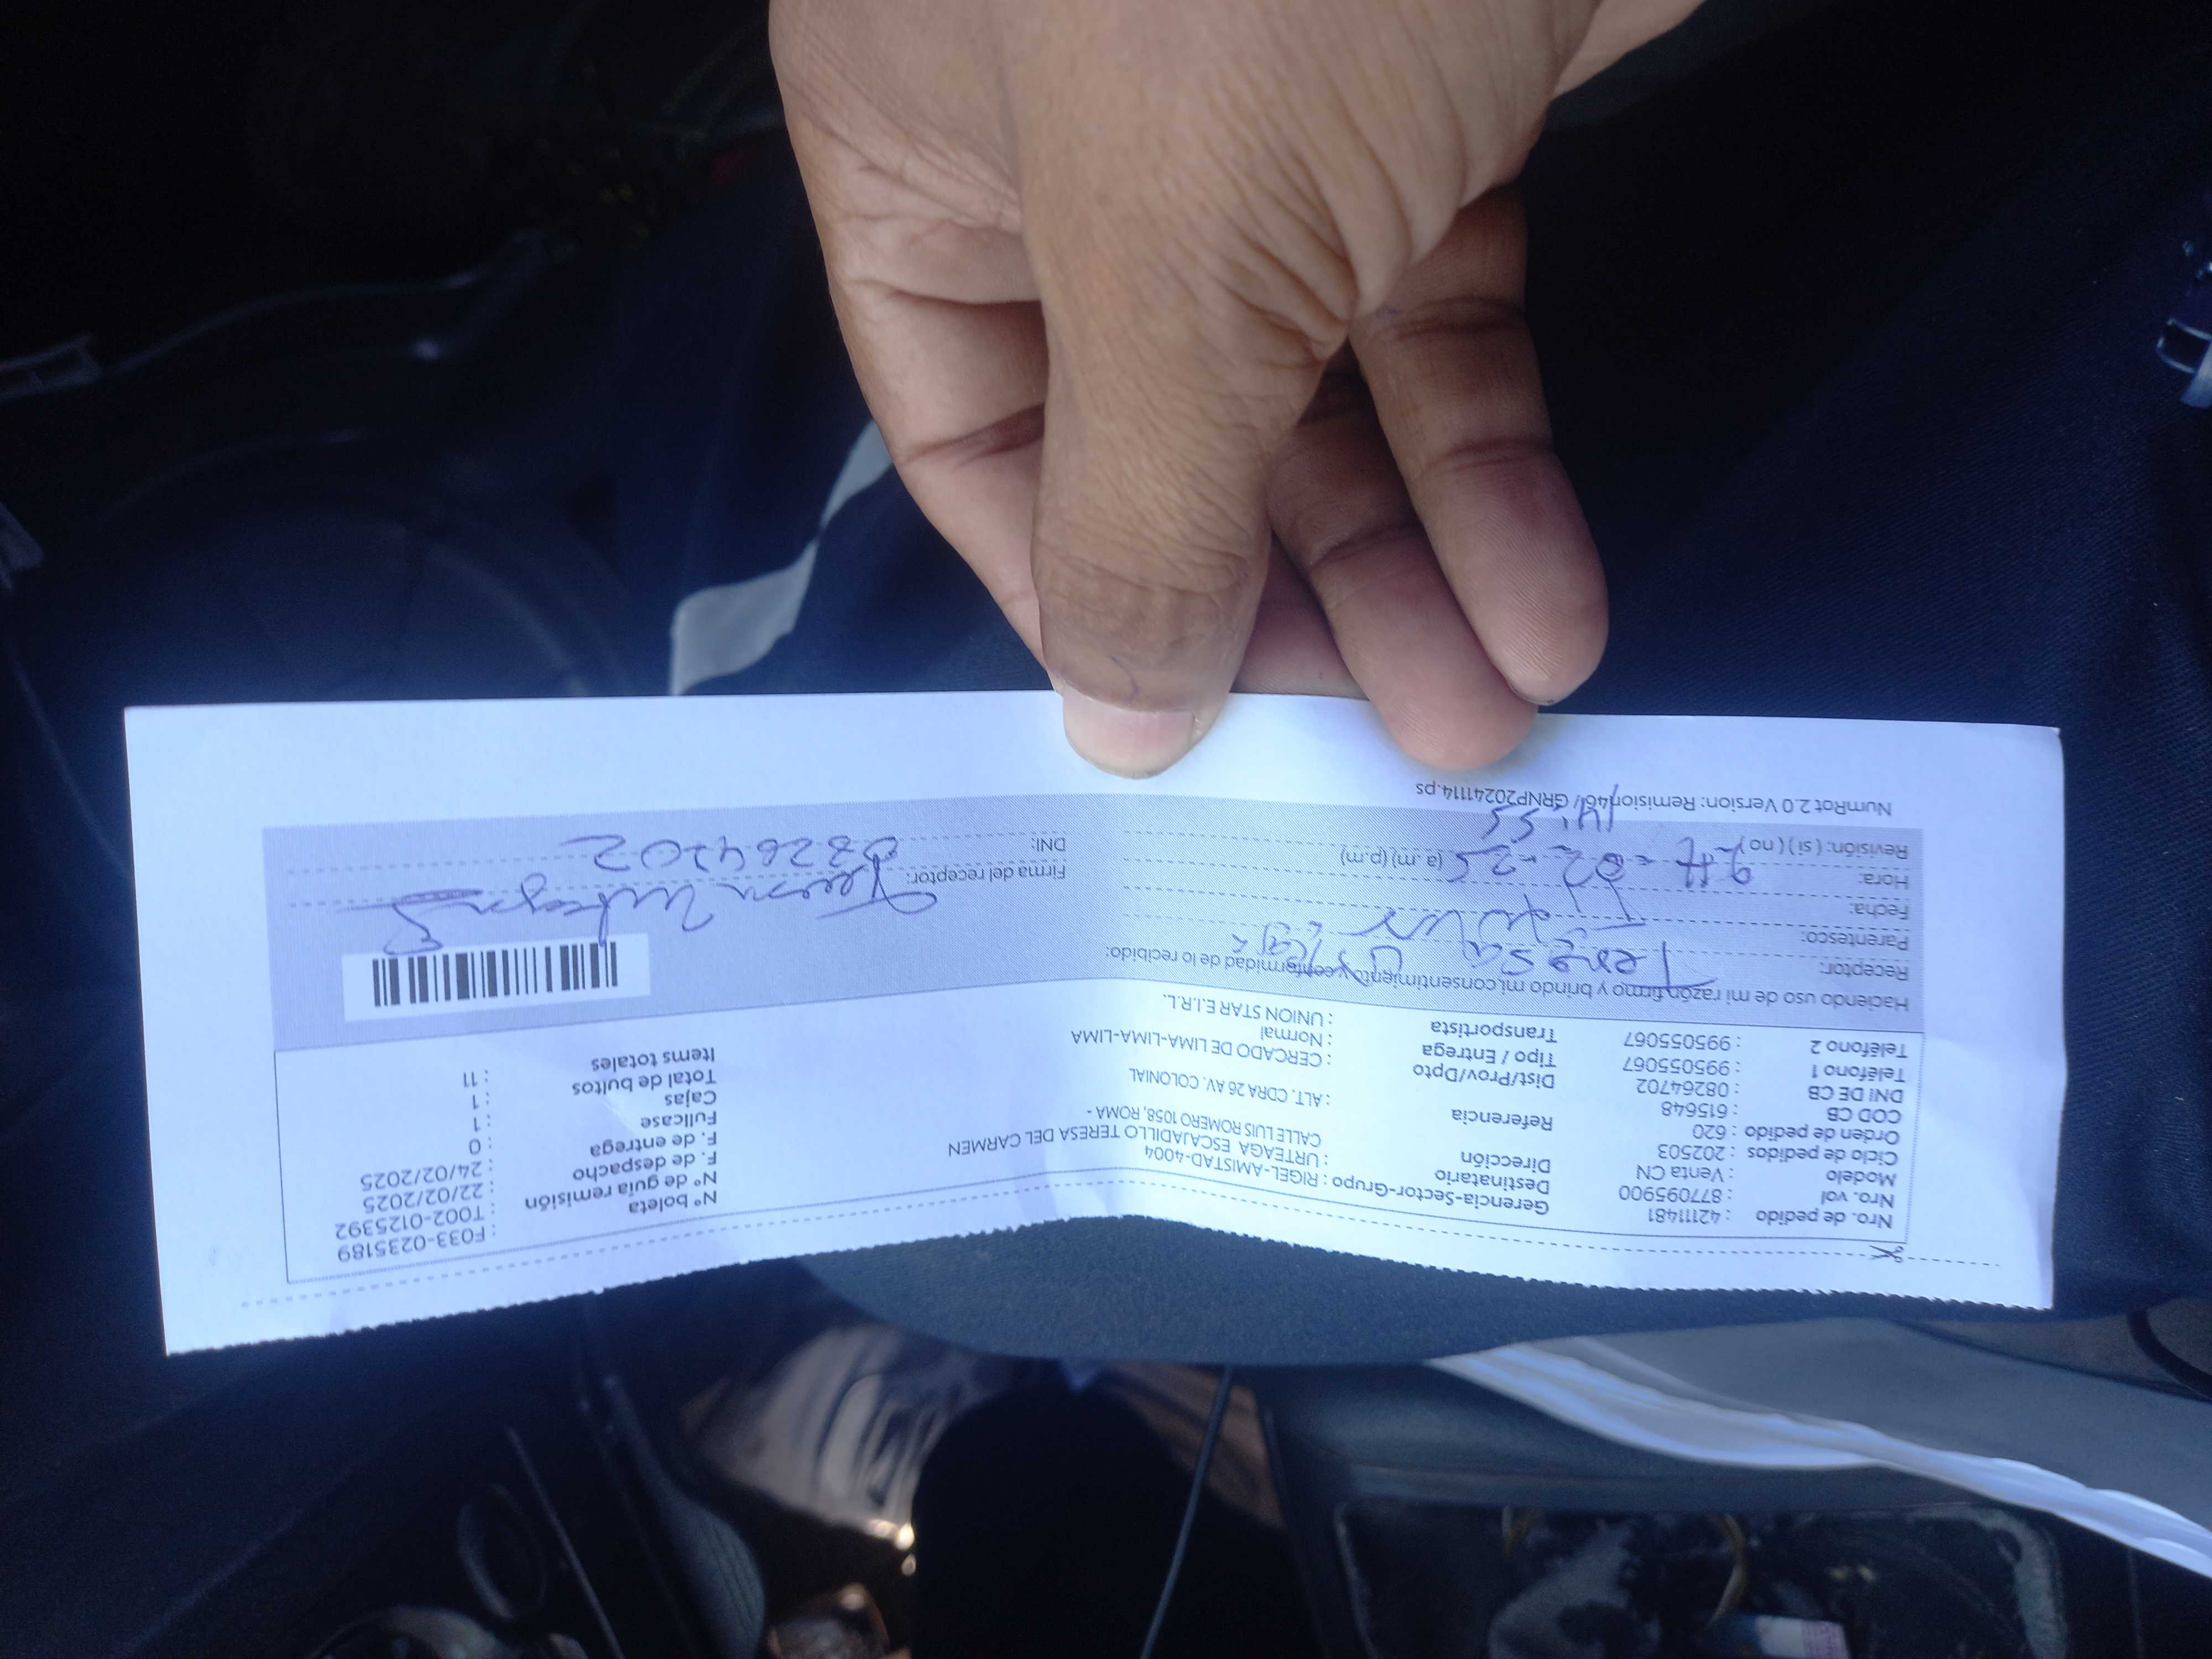 Nro. de pedido : 42111481
Nro. vol : 877095900
Modelo : Venta CN
Ciclo de pedidos : 202503
Orden de pedido : 620
COD CB : 615648
DNI DE CB : 08264702
Teléfono 1 : 995055067
Teléfono 2 : 995055067
Gerencia-Sector-Grupo : RIGEL-AMISTAD-4004
Destinatario : URTEAGA ESCAJADILLO TERESA DEL CARMEN
Dirección CALLE LUIS ROMERO 1058, ROMA -
Referencia : ALT. CDRA 26 AV. COLONIAL
Dist/Prov/Dpto : CERCADO DE LIMA-LIMA-LIMA
Tipo / Entrega : Normal
Transportista : UNION STAR E.I.R.L.
N° boleta : F033-0235189
N° de guía remisión : T002-0125392
F. de despacho : 22/02/2025
F. de entrega : 24/02/2025
Fullcase : 0
Cajas : 1
Total de bultos : 1
Items totales : 11
Haciendo uso de mi razón firmo y brindo mi consentimiento y conformidad de lo recibido:
Receptor: Teresa
Parentesco: Titular
Fecha:
Hora: (a.m) (p.m)
Revisión: ( si ) ( no )
14:55
Firma del receptor:
DNI: 08264702
NumRot 2.0 Version: Remision46 / GRNP20241114.ps